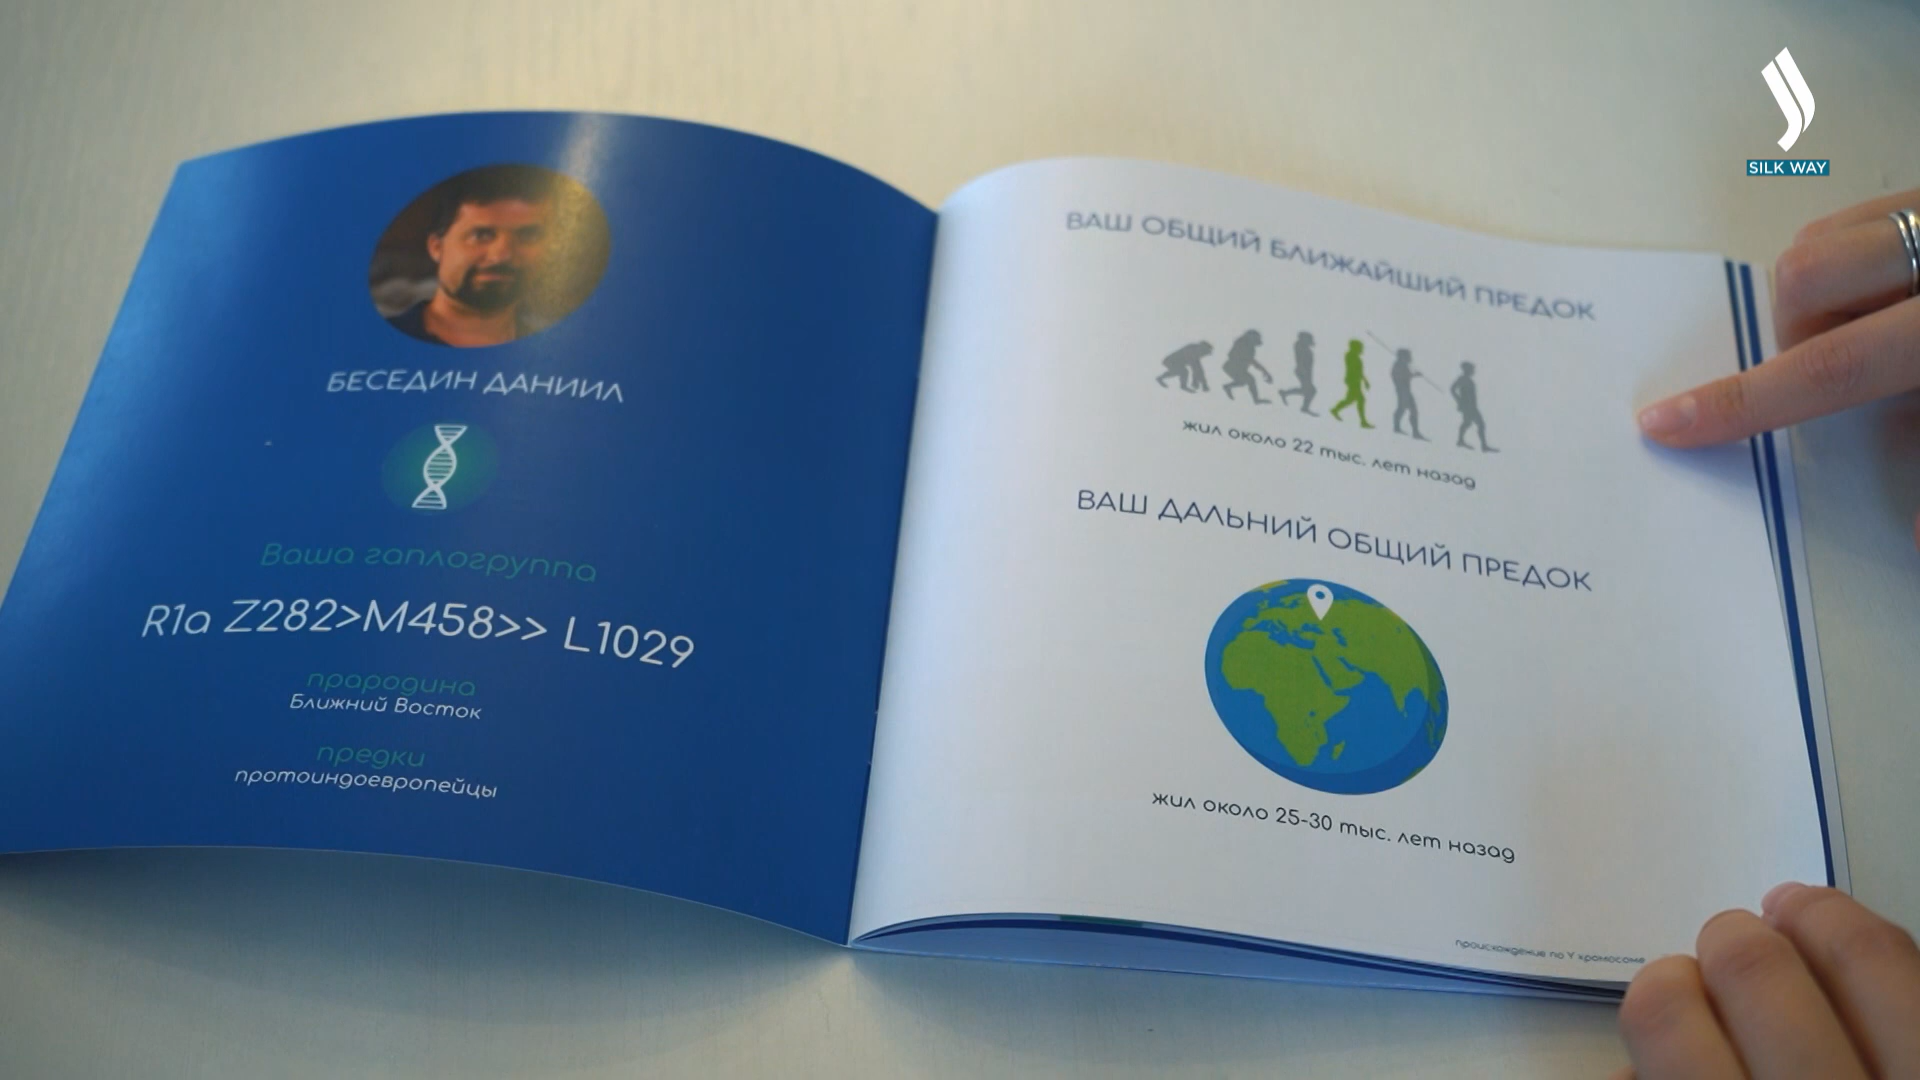 SILK WAY
БЕСЕДИН ДАНИИЛ
Ваша гаплогруппа
R1a Z282>M458>> L1029
прародина
Ближний Восток
предки
протоиндоевропейцы
ВАШ ОБЩИЙ БЛИЖАЙШИЙ ПРЕДОК
жил около 22 тыс. лет назад
ВАШ ДАЛЬНИЙ ОБЩИЙ ПРЕДОК
жил около 25-30 тыс. лет назад
происхождение по Y хромосоме